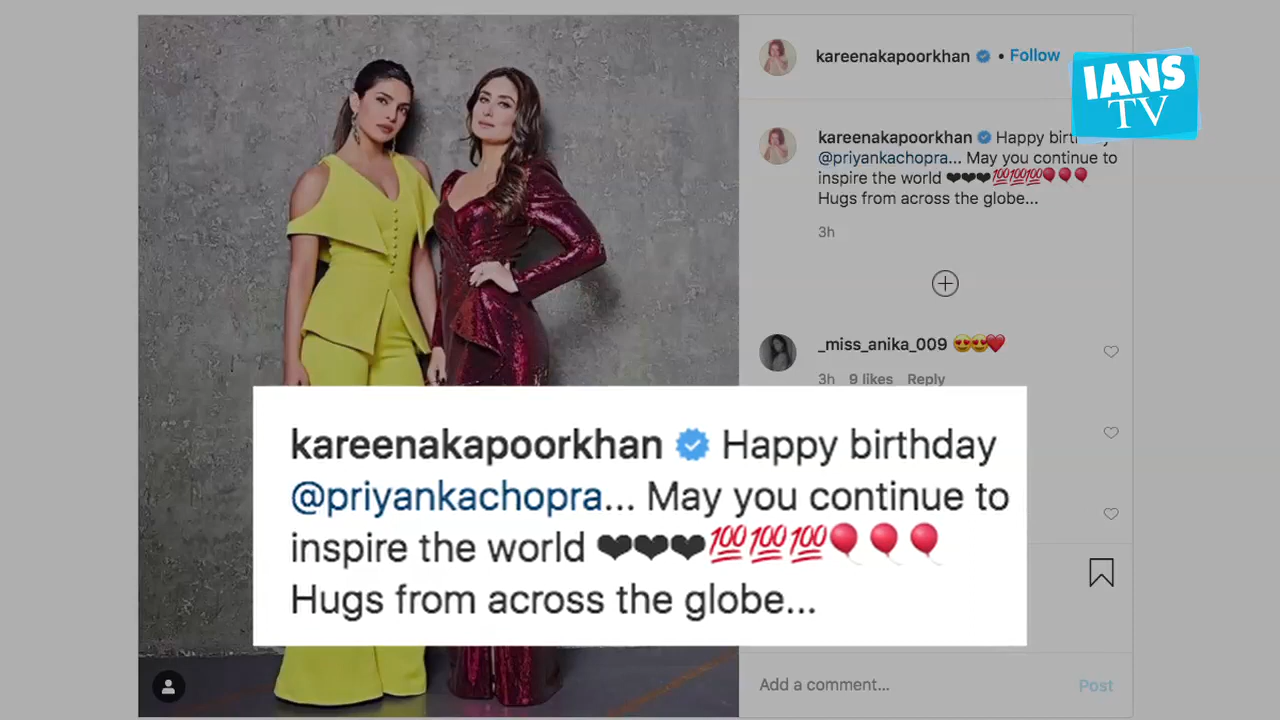 kareenakapoorkhan • Follow
IANS
TV
kareenakapoorkhan Happy birt
@priyankachopra... May you continue to
inspire the world ❤❤❤💯💯💯🎈🎈🎈
Hugs from across the globe...
3h
_miss_anika_009 😍😍❤️
3h 9 likes Reply
kareenakapoorkhan Happy birthday
@priyankachopra... May you continue to
inspire the world ❤❤❤💯💯💯🎈🎈🎈
Hugs from across the globe...
Add a comment... Post